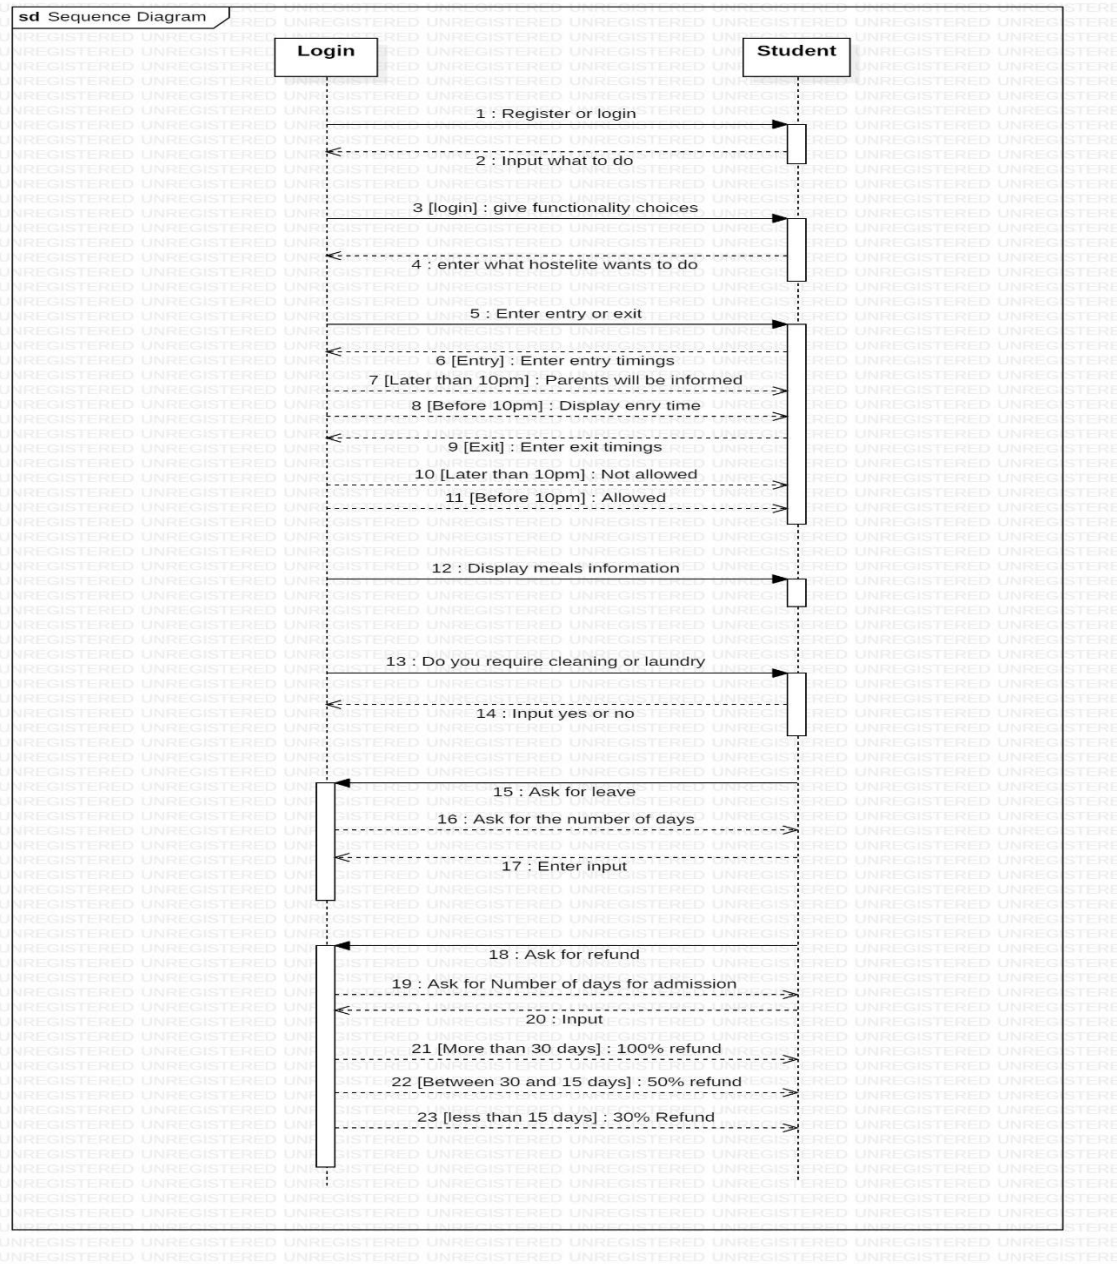 sd Sequence Diagram
Login
Student
1 : Register or login
2 : Input what to do
3 [login] : give functionality choices
4 : enter what hostelite wants to do
5 : Enter entry or exit
6 [Entry] : Enter entry timings
7 [Later than 10pm] : Parents will be informed
8 [Before 10pm] : Display enry time
9 [Exit] : Enter exit timings
10 [Later than 10pm] : Not allowed
11 [Before 10pm] : Allowed
12 : Display meals information
13 : Do you require cleaning or laundry
14 : Input yes or no
15 : Ask for leave
16 : Ask for the number of days
17 : Enter input
18 : Ask for refund
19 : Ask for Number of days for admission
20 : Input
21 [More than 30 days] : 100% refund
22 [Between 30 and 15 days] : 50% refund
23 [less than 15 days] : 30% Refund
UNREGISTERED